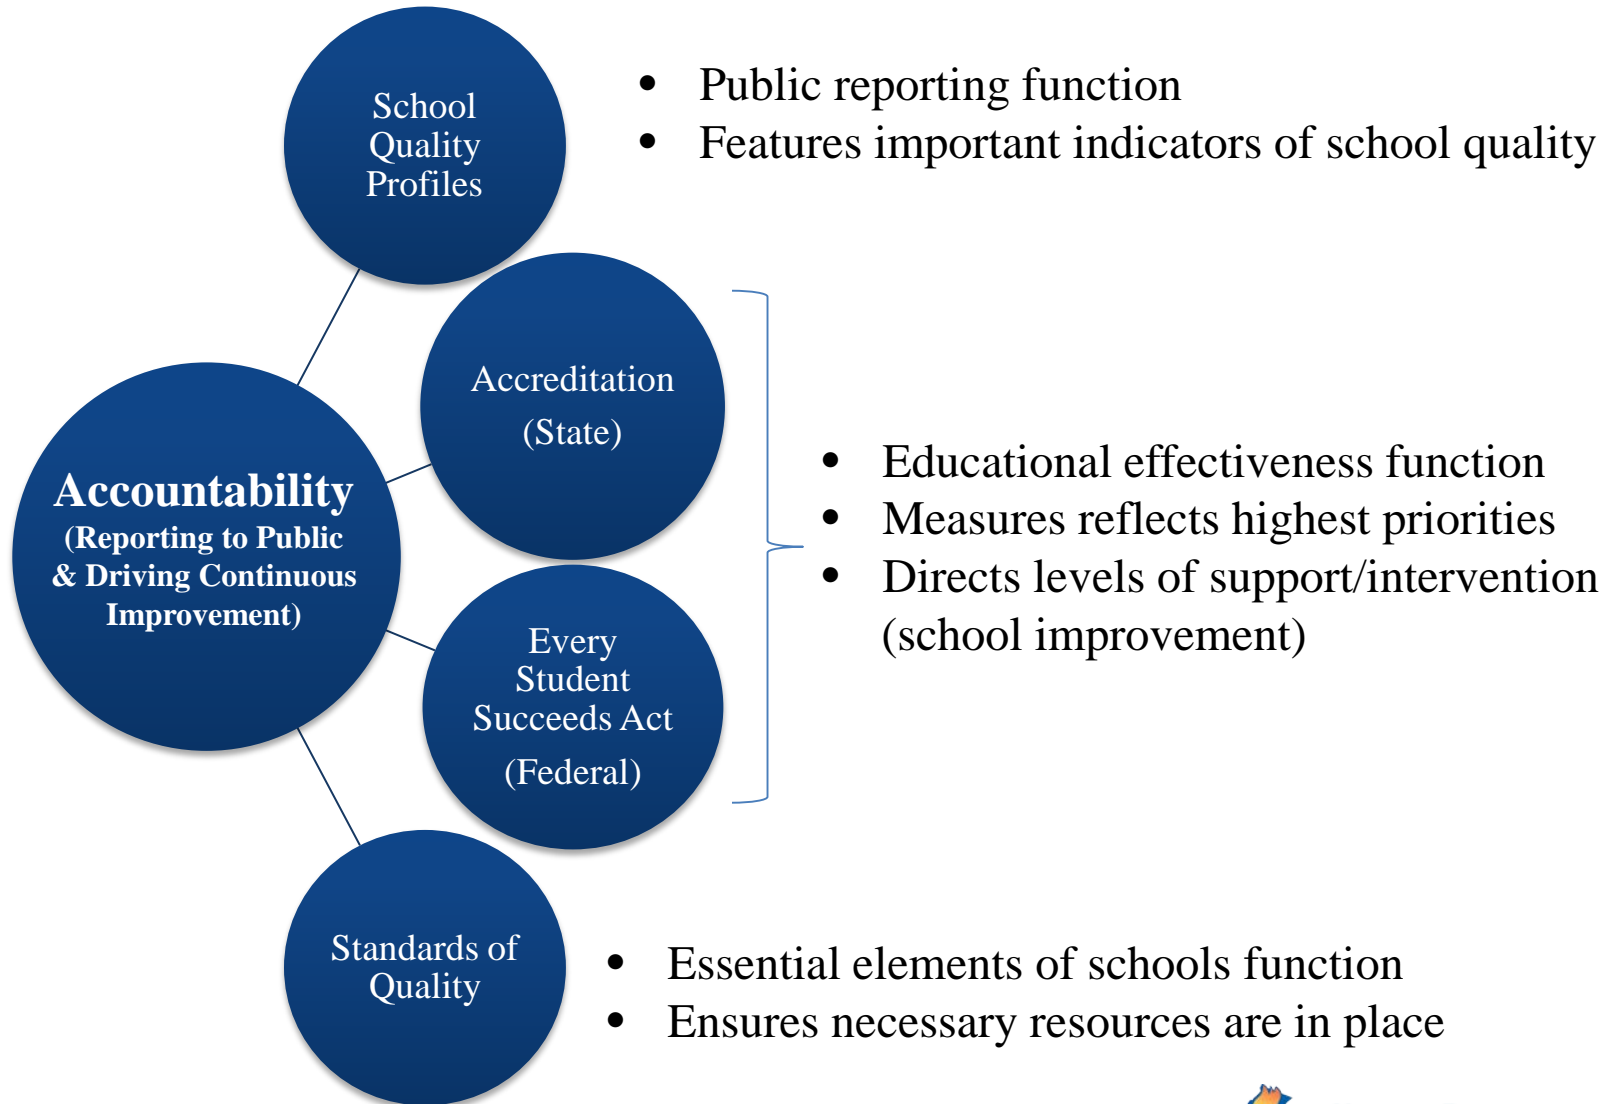 School
Quality
Profiles
• Public reporting function
• Features important indicators of school quality
Accreditation
(State)
Accountability
(Reporting to Public
& Driving Continuous
Improvement)
• Educational effectiveness function
• Measures reflects highest priorities
• Directs levels of support/intervention
(school improvement)
Every
Student
Succeeds Act
(Federal)
Standards of
Quality
• Essential elements of schools function
• Ensures necessary resources are in place